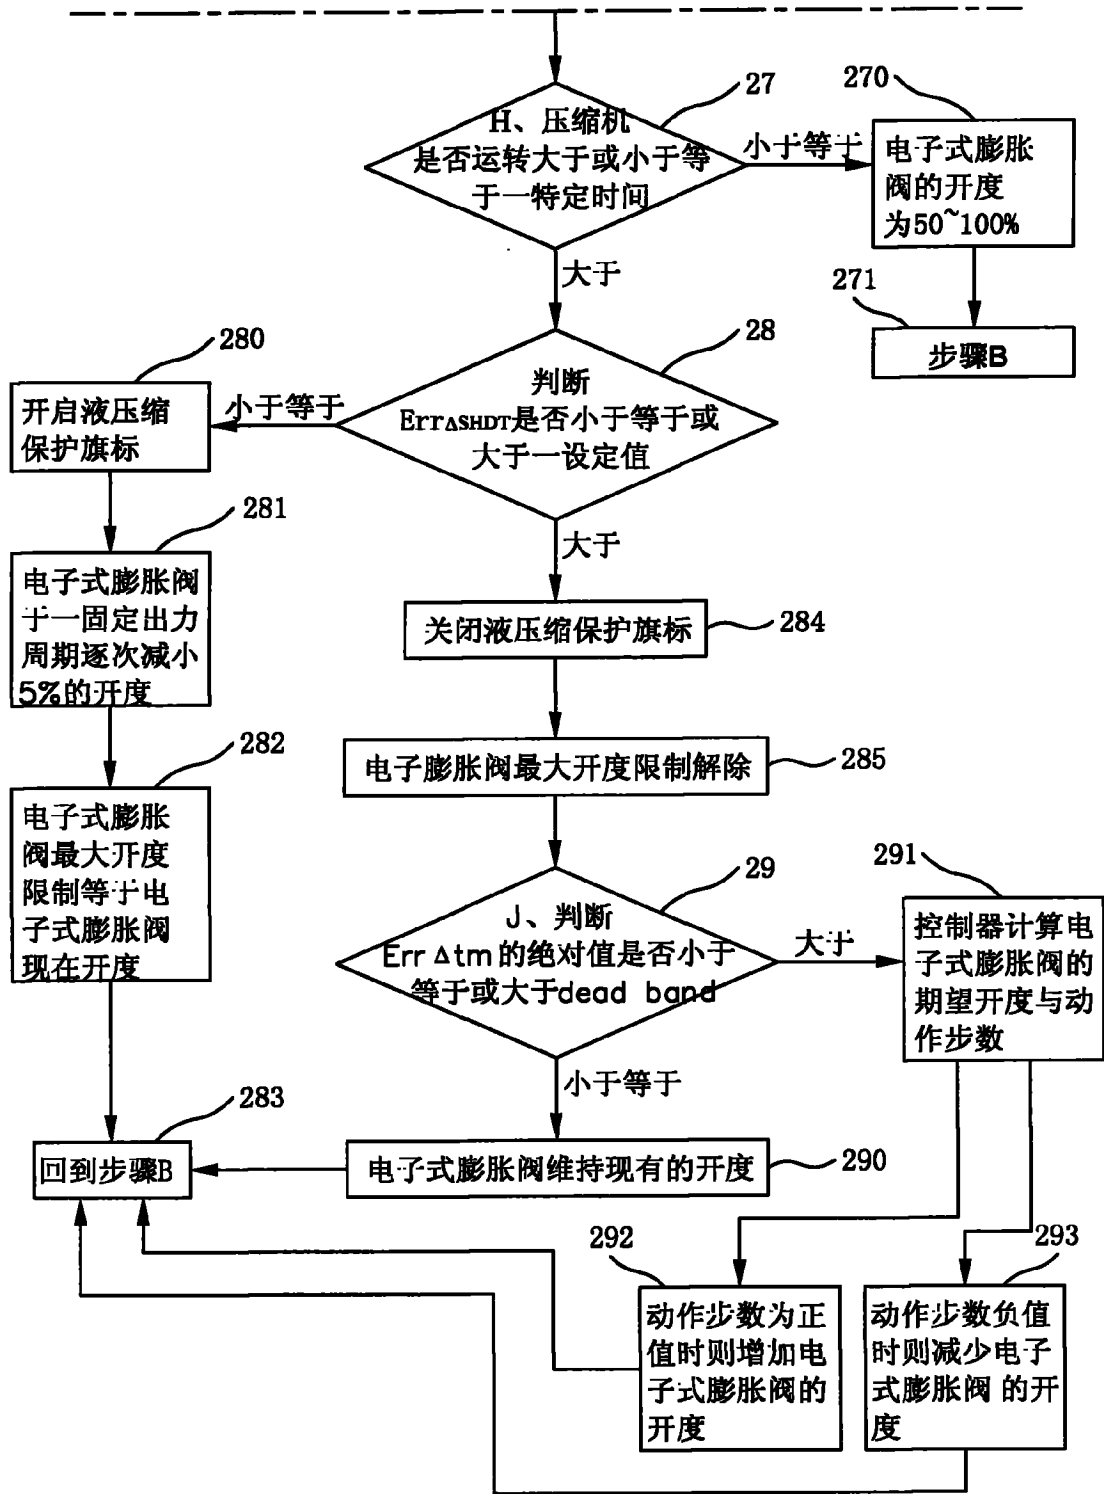 27
H、压缩机
是否运转大于或小于等
于一特定时间
小于等于
270
电子式膨胀
阀的开度
为50~100%
大于
271
步骤B
28
判断
ErrΔSHDT是否小于等于或
大于一设定值
小于等于
280
开启液压缩
保护旗标
281
电子式膨胀阀
于一固定出力
周期逐次减小
5%的开度
大于
关闭液压缩保护旗标
284
282
电子式膨胀
阀最大开度
限制等于电
子式膨胀阀
现在开度
电子膨胀阀最大开度限制解除
285
29
J、判断
Err Δtm的绝对值是否小于
等于或大于dead band
大于
291
控制器计算电
子式膨胀阀的
期望开度与动
作步数
小于等于
283
回到步骤B
电子式膨胀阀维持现有的开度
290
292
动作步数为正
值时则增加电
子式膨胀阀的
开度
293
动作步数负值
时则减少电子
式膨胀阀 的开
度